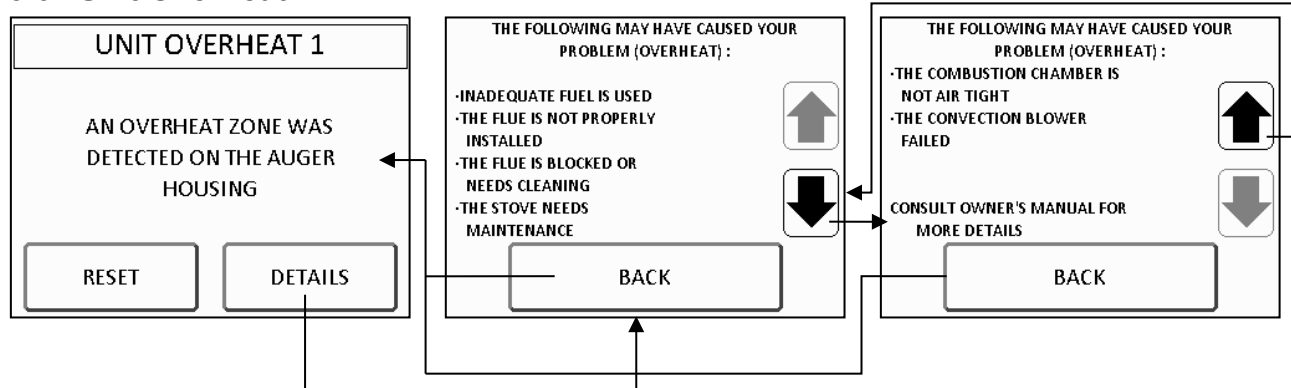 UNIT OVERHEAT 1
AN OVERHEAT ZONE WAS
DETECTED ON THE AUGER
HOUSING
RESET
DETAILS
THE FOLLOWING MAY HAVE CAUSED YOUR
PROBLEM (OVERHEAT) :
·INADEQUATE FUEL IS USED
·THE FLUE IS NOT PROPERLY
INSTALLED
·THE FLUE IS BLOCKED OR
NEEDS CLEANING
·THE STOVE NEEDS
MAINTENANCE
BACK
THE FOLLOWING MAY HAVE CAUSED YOUR
PROBLEM (OVERHEAT) :
·THE COMBUSTION CHAMBER IS
NOT AIR TIGHT
·THE CONVECTION BLOWER
FAILED
CONSULT OWNER'S MANUAL FOR
MORE DETAILS
BACK